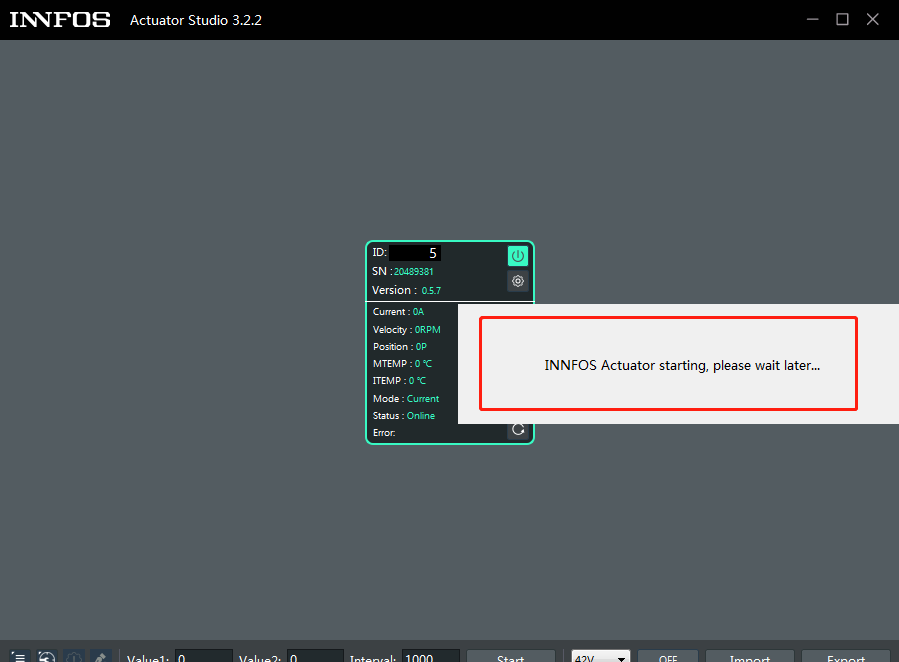 INNFOS Actuator Studio 3.2.2
ID: 5
SN : 20489381
Version : 0.5.7
Current : 0A
Velocity : 0RPM
Position : 0P
MTEMP : 0 ℃
ITEMP : 0 ℃
Mode : Current
Status : Online
Error:
INNFOS Actuator starting, please wait later...
Value1: 0 Value2: 0 Interval: 1000 Start 42V OFF Import Export